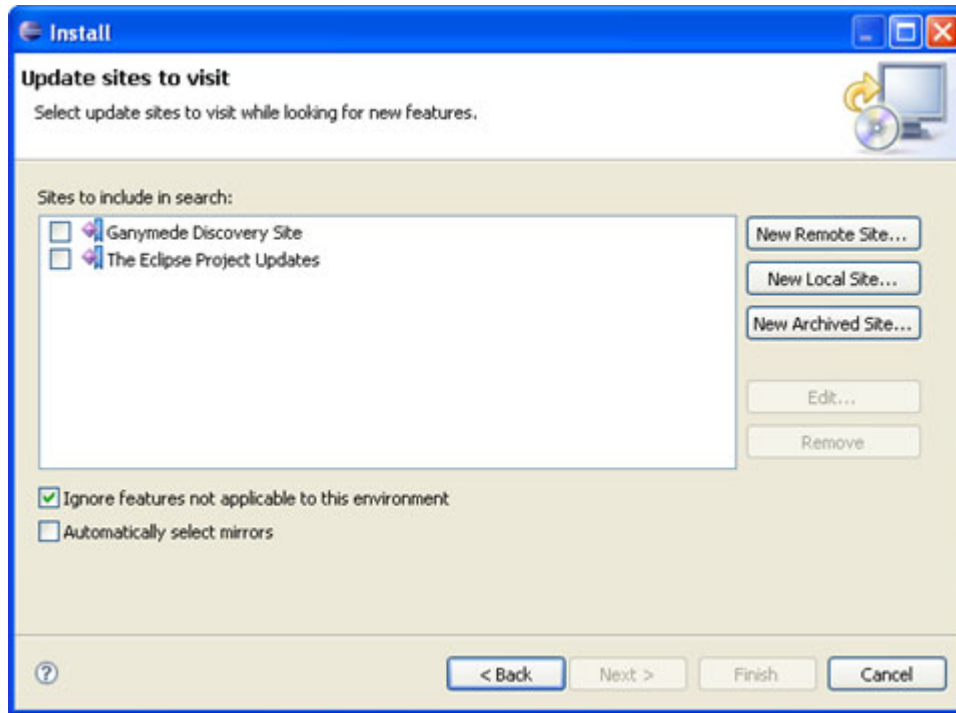 Install
Update sites to visit
Select update sites to visit while looking for new features.
Sites to include in search:
Ganymede Discovery Site
The Eclipse Project Updates
New Remote Site...
New Local Site...
New Archived Site...
Edit...
Remove
Ignore features not applicable to this environment
Automatically select mirrors
?
< Back
Next >
Finish
Cancel